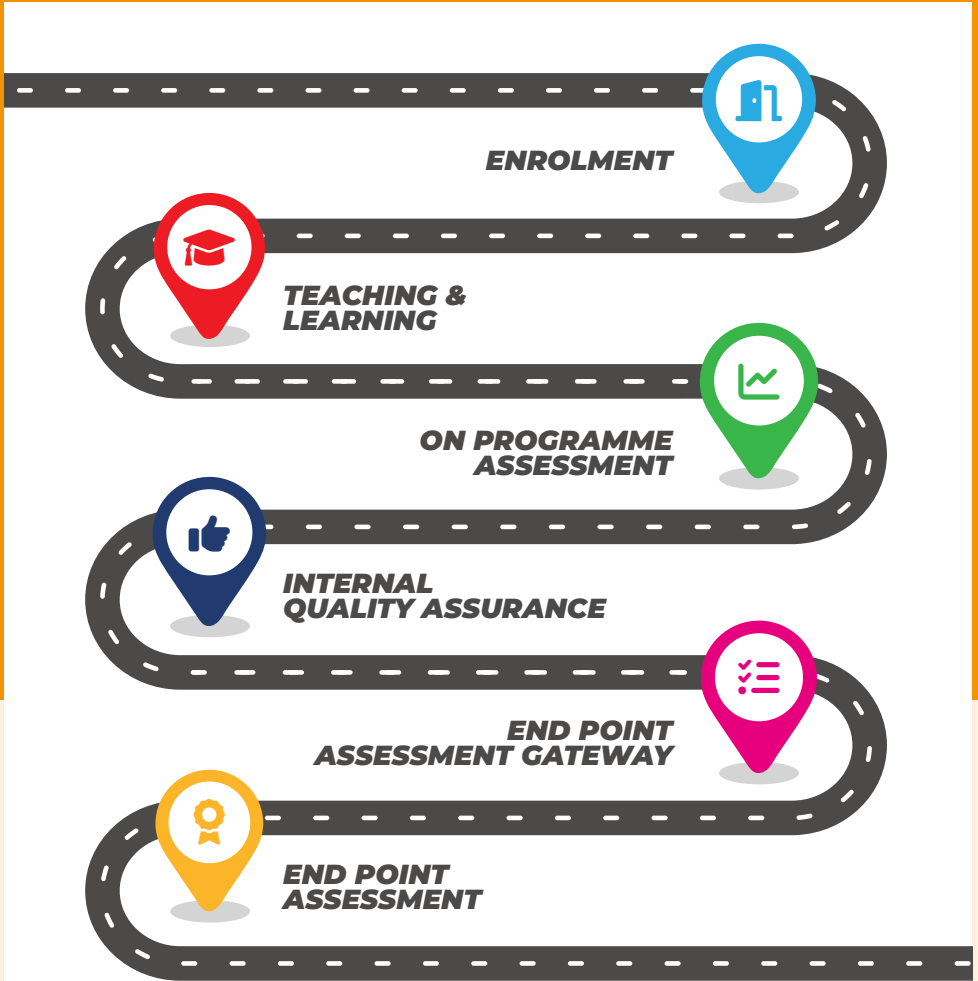 ENROLMENT
TEACHING &
LEARNING
ON PROGRAMME
ASSESSMENT
INTERNAL
QUALITY ASSURANCE
END POINT
ASSESSMENT GATEWAY
END POINT
ASSESSMENT